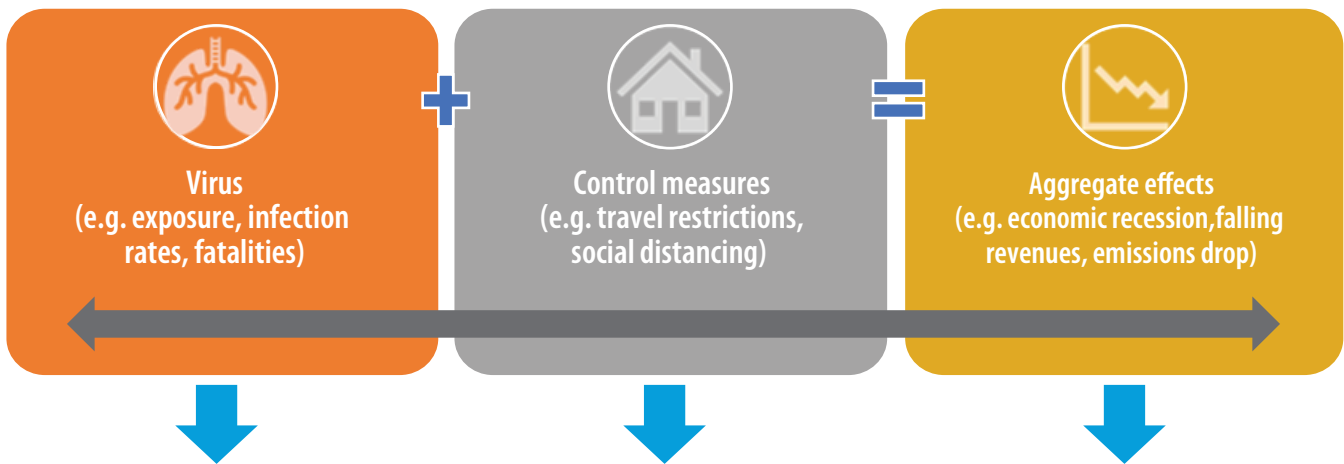 Virus
(e.g. exposure, infection
rates, fatalities)
Control measures
(e.g. travel restrictions,
social distancing)
Aggregate effects
(e.g. economic recession,falling
revenues, emissions drop)